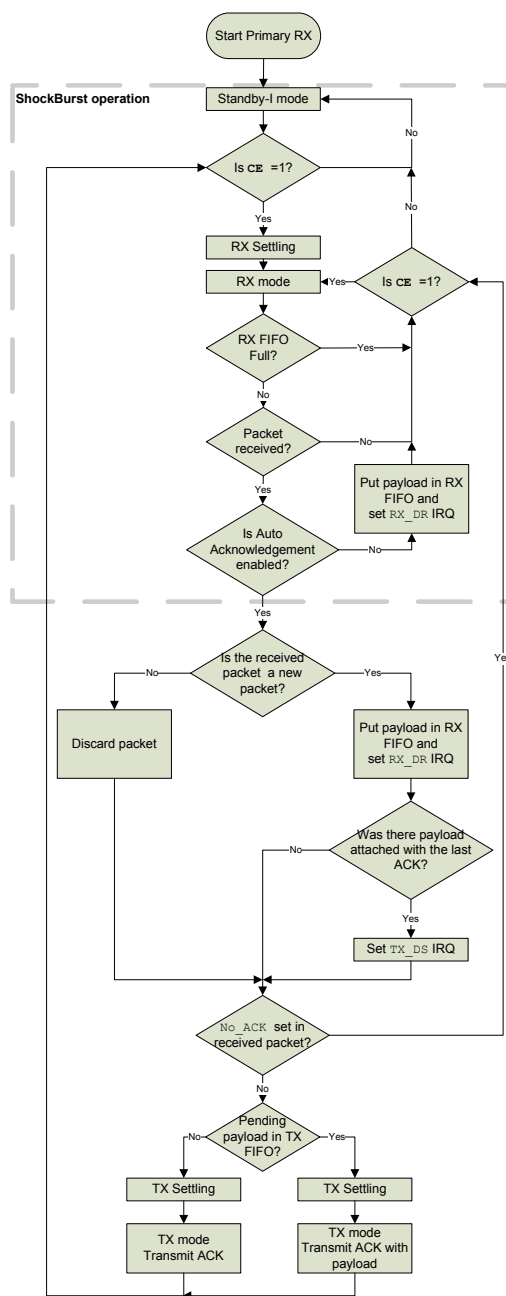 Start Primary RX
ShockBurst operation
Standby-I mode
No
Is CE =1?
No
Yes
RX Settling
RX mode
Yes
Is CE =1?
RX FIFO
Full?
Yes
No
Packet
received?
No
Put payload in RX
FIFO and
set RX_DR IRQ
Yes
Is Auto
Acknowledgement
enabled?
No
Yes
Is the received
packet a new
packet?
No
Yes
Ye
Discard packet
Put payload in RX
FIFO and
set RX_DR IRQ
Was there payload
attached with the last
ACK?
No
Yes
Set TX_DS IRQ
No_ACK set in
received packet?
No
Pending
payload in TX
FIFO?
No
Yes
TX Settling
TX Settling
TX mode
Transmit ACK
TX mode
Transmit ACK with
payload